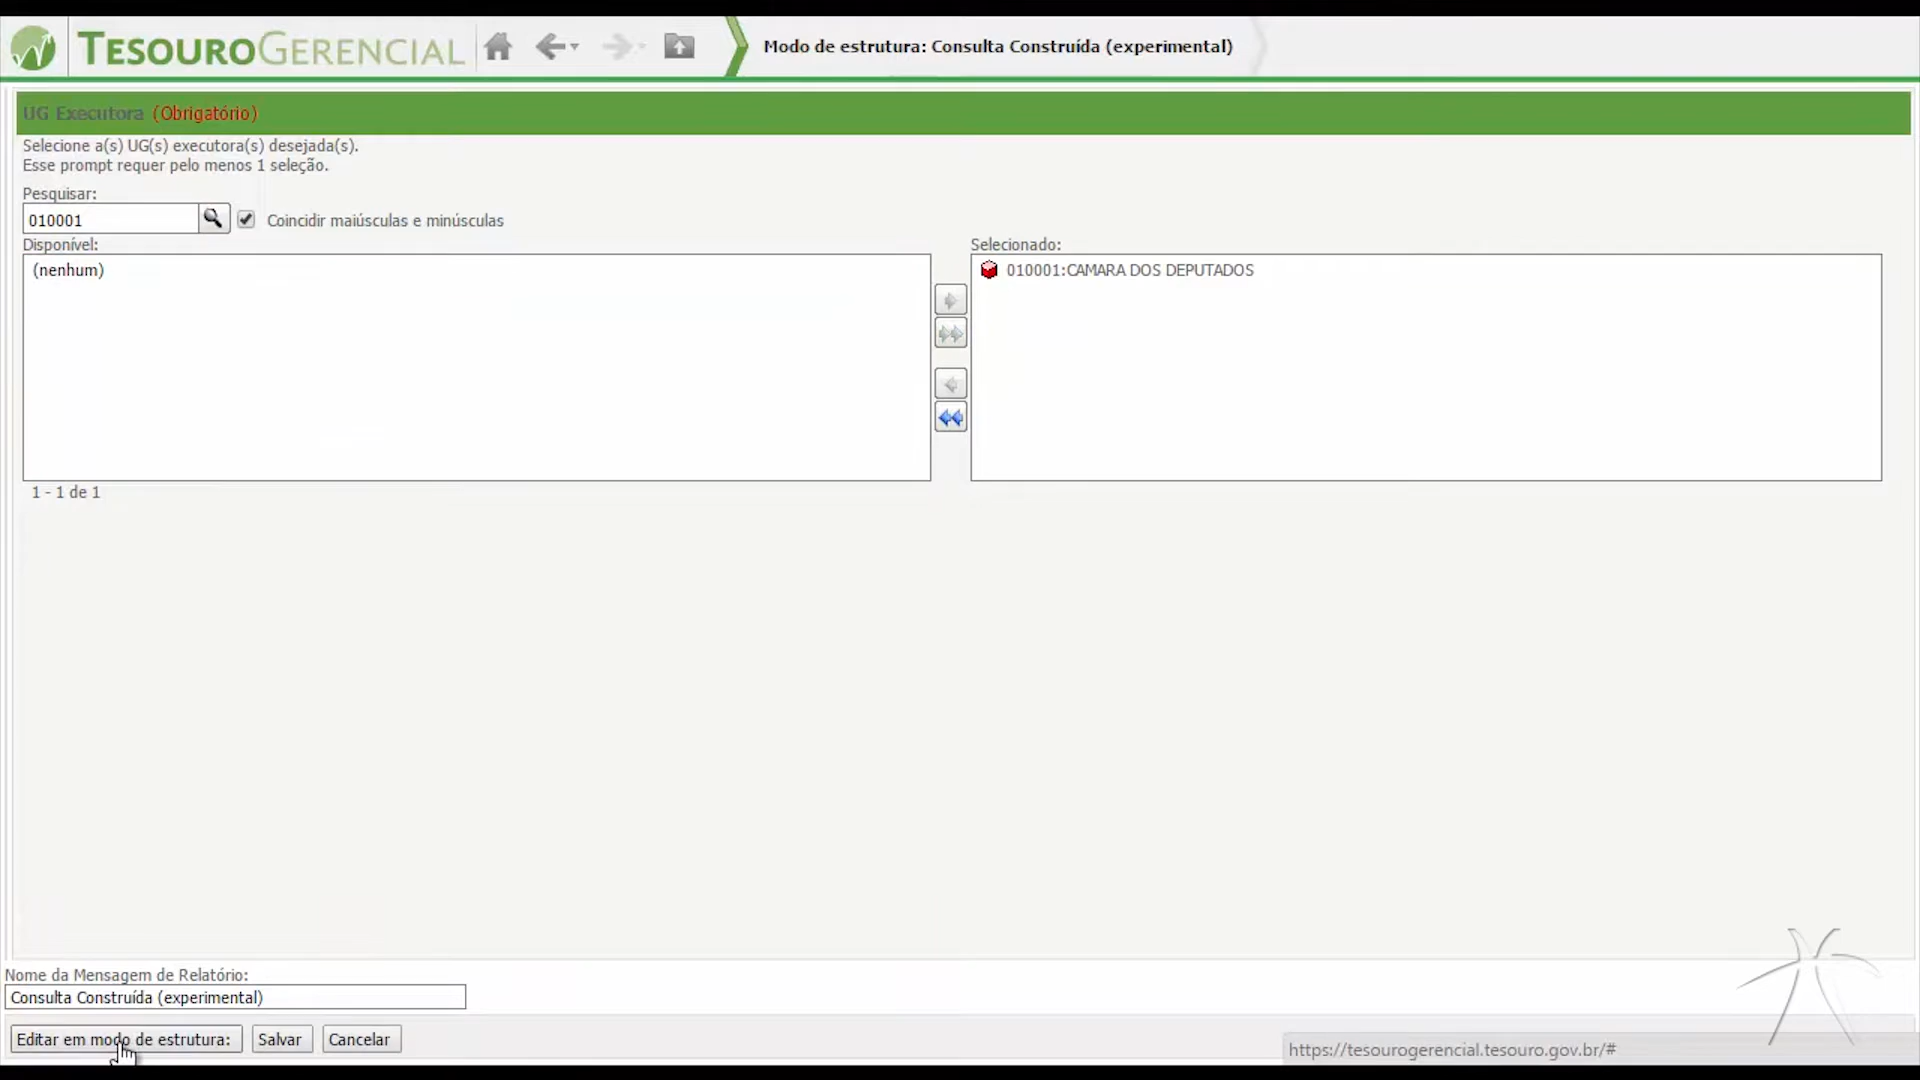 TESOUROGERENCIAL
Modo de estrutura: Consulta Construída (experimental)
UG Executora (Obrigatório)
Selecione a(s) UG(s) executora(s) desejada(s).
Esse prompt requer pelo menos 1 seleção.
Pesquisar:
010001
Coincidir maiúsculas e minúsculas
Disponível:
Selecionado:
(nenhum)
010001:CAMARA DOS DEPUTADOS
1 - 1 de 1
Nome da Mensagem de Relatório:
Consulta Construída (experimental)
Editar em modo de estrutura:
Salvar
Cancelar
https://tesourogerencial.tesouro.gov.br/#